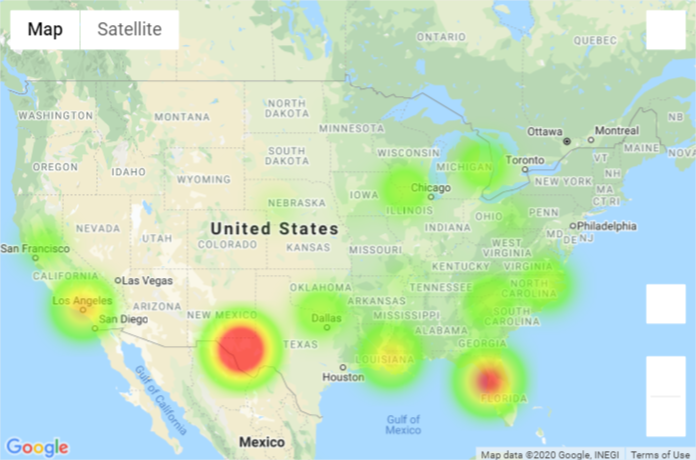 Map
Satellite
ONTARIO
QUEBEC
WASHINGTON
MONTANA
NORTH
DAKOTA
MINNESOTA
Ottawa
Montreal
NB
MAINE
NOVA
OREGON
IDAHO
WYOMING
SOUTH
DAKOTA
WISCONSIN
MICHIGAN
Toronto
VT
NH
NEW YORK
MA
CT RI
IOWA
Chicago
ILLINOIS
NEBRASKA
NEVADA
UTAH
COLORADO
United States
KANSAS
MISSOURI
INDIANA
OHIO
PENN
Philadelphia
MD
DE
NJ
WEST
VIRGINIA
VIRGINIA
KENTUCKY
San Francisco
CALIFORNIA
Las Vegas
Los Angeles
San Diego
ARIZONA
NEW MEXICO
OKLAHOMA
ARKANSAS
TENNESSEE
NORTH
CAROLINA
SOUTH
CAROLINA
MISSISSIPPI
ALABAMA
GEORGIA
Dallas
TEXAS
LOUISIANA
Houston
FLORIDA
Gulf of California
Gulf of
Mexico
Mexico
Google
Map data ©2020 Google, INEGI
Terms of Use